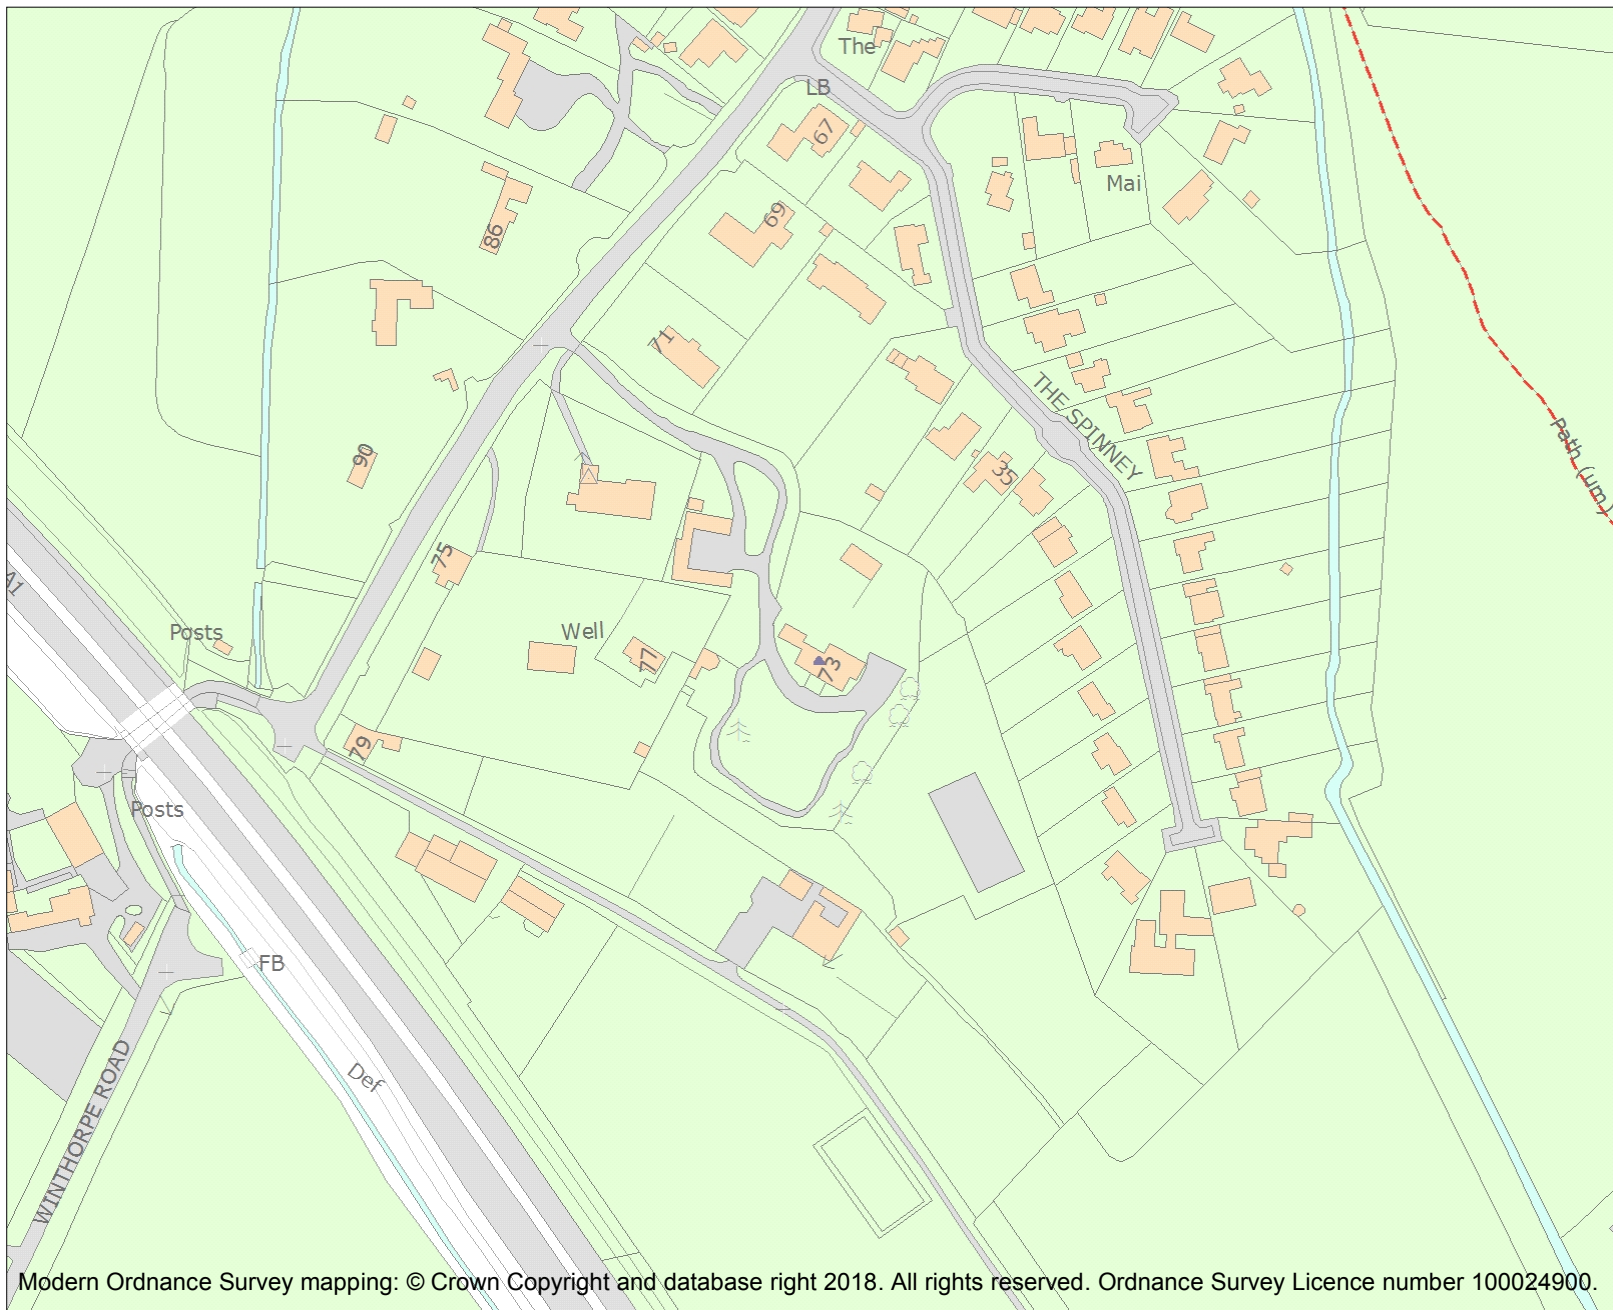 The
LB
67
Mai
69
86
71
THE SPINNEY
Path (um)
90
35
75
A1
Posts
Well
77
73
79
Posts
FB
Def
WINTHORPE ROAD
Modern Ordnance Survey mapping: © Crown Copyright and database right 2018. All rights reserved. Ordnance Survey Licence number 100024900.